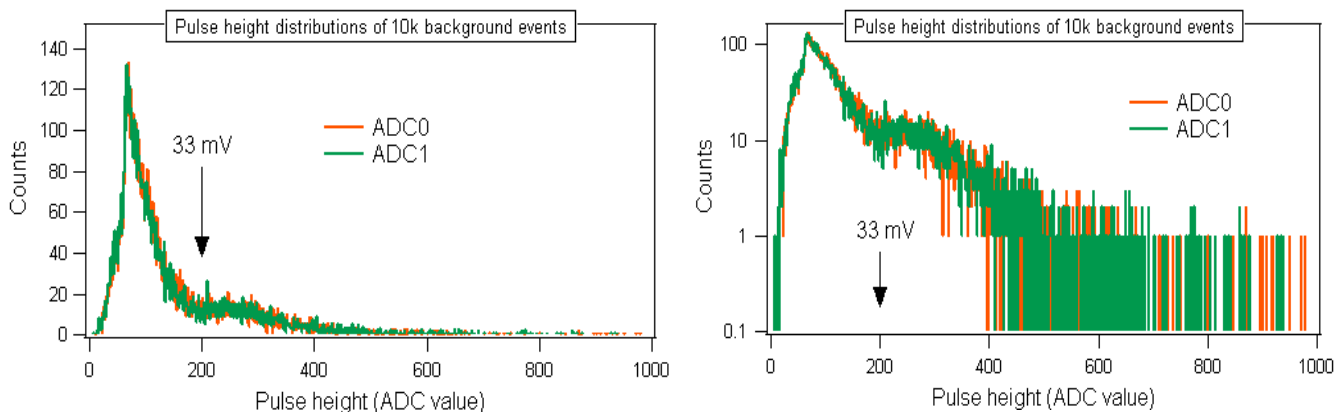 Pulse height distributions of 10k background events
140
120
100
80
60
40
20
0
Counts
33 mV
ADC0
ADC1
0
200
400
600
800
1000
Pulse height (ADC value)
Pulse height distributions of 10k background events
100
10
1
0.1
Counts
ADC0
ADC1
33 mV
0
200
400
600
800
1000
Pulse height (ADC value)